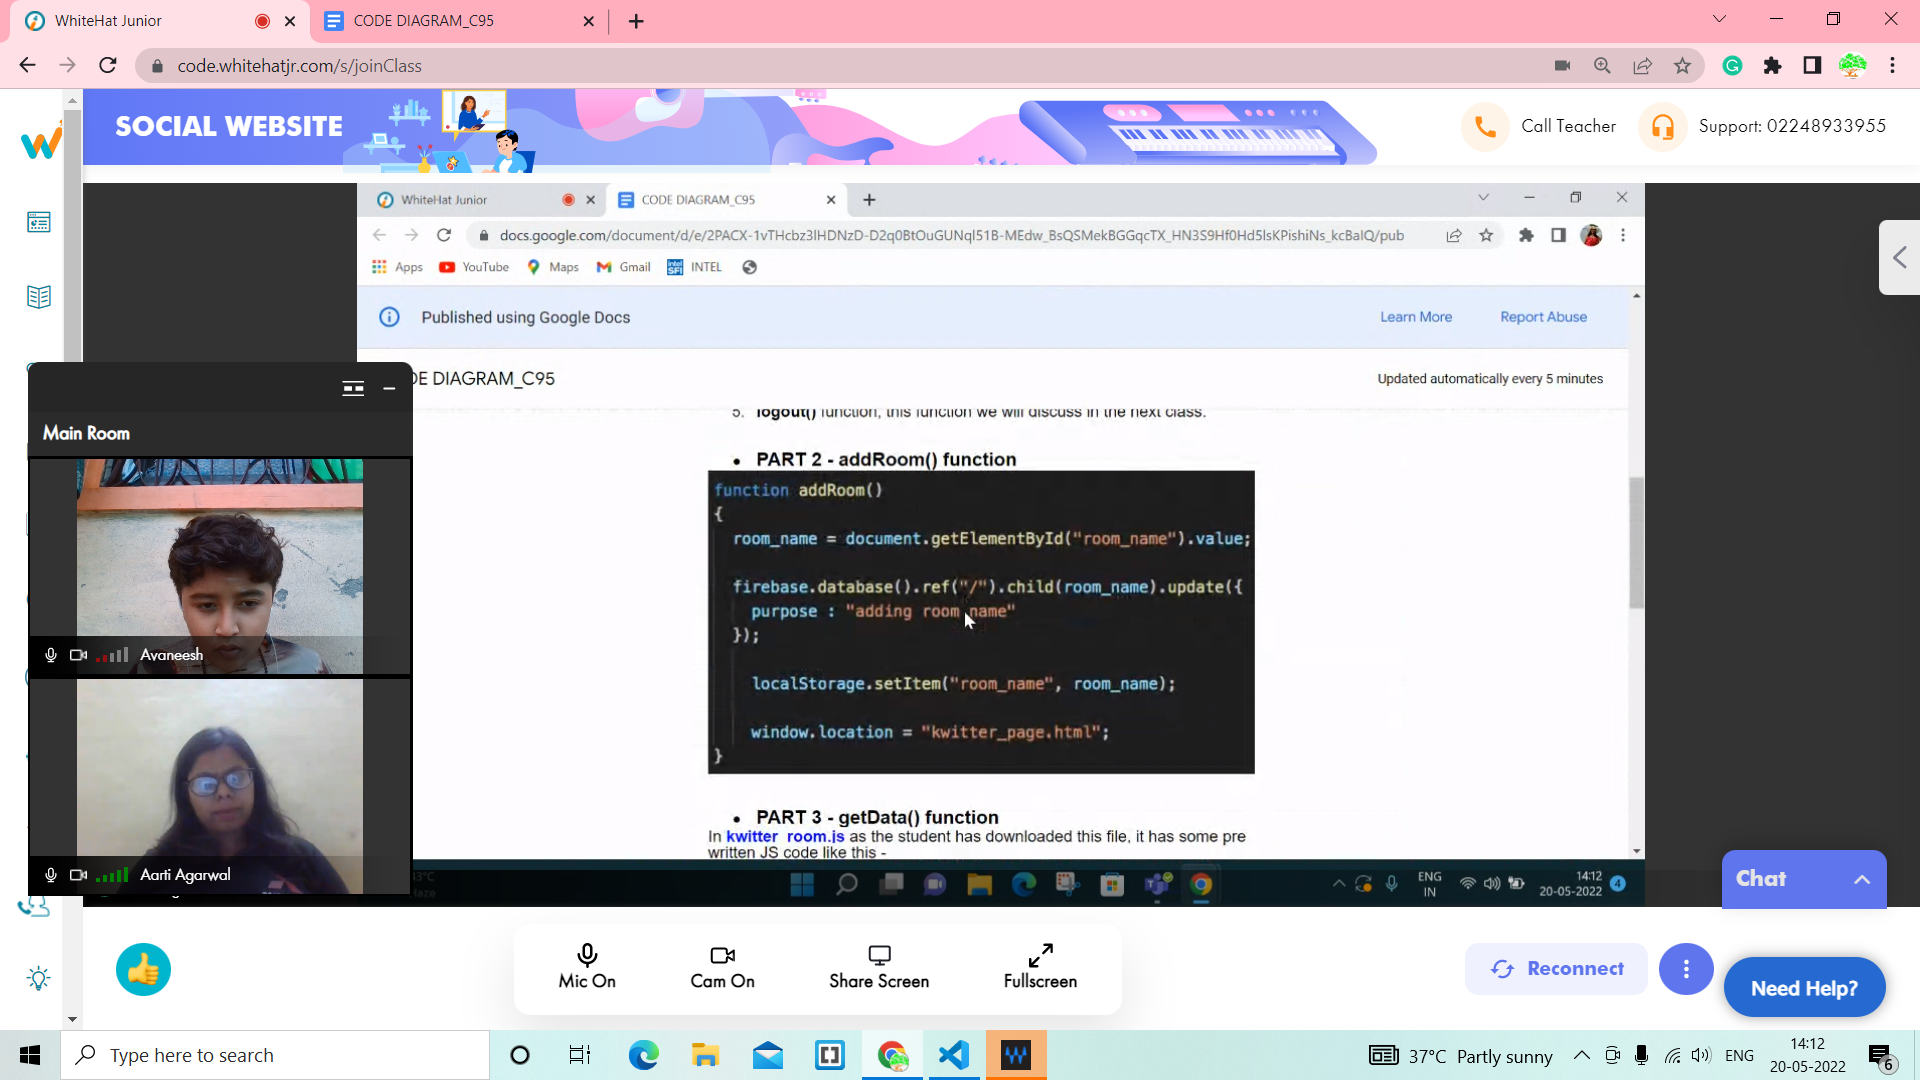 WhiteHat Junior
CODE DIAGRAM_C95
code.whitehatjr.com/s/joinClass
SOCIAL WEBSITE
Call Teacher
Support: 02248933955
WhiteHat Junior
CODE DIAGRAM_C95
docs.google.com/document/d/e/2PACX-1vTHcbz3lHDNzD-D2q0BtOuGUNql51B-MEdw_BsQSMekBGGqcTX_HN3S9Hf0Hd5lsKPishiNs_kcBaIQ/pub
Apps
YouTube
Maps
Gmail
INTEL
Published using Google Docs
Learn More
Report Abuse
DE DIAGRAM_C95
Updated automatically every 5 minutes
5. logout() function, this function we will discuss in the next class.
• PART 2 - addRoom() function
function addRoom()
{
room_name = document.getElementById("room_name").value;
firebase.database().ref("/").child(room_name).update({
purpose : "adding room name"
});
localStorage.setItem("room_name", room_name);
window.location = "kwitter_page.html";
}
• PART 3 - getData() function
In kwitter_room.js as the student has downloaded this file, it has some pre
written JS code like this -
Main Room
Avaneesh
Aarti Agarwal
ENG
IN
14:12
20-05-2022
4
Chat
Mic On
Cam On
Share Screen
Fullscreen
Reconnect
Need Help?
Type here to search
37°C Partly sunny
ENG
14:12
20-05-2022
6